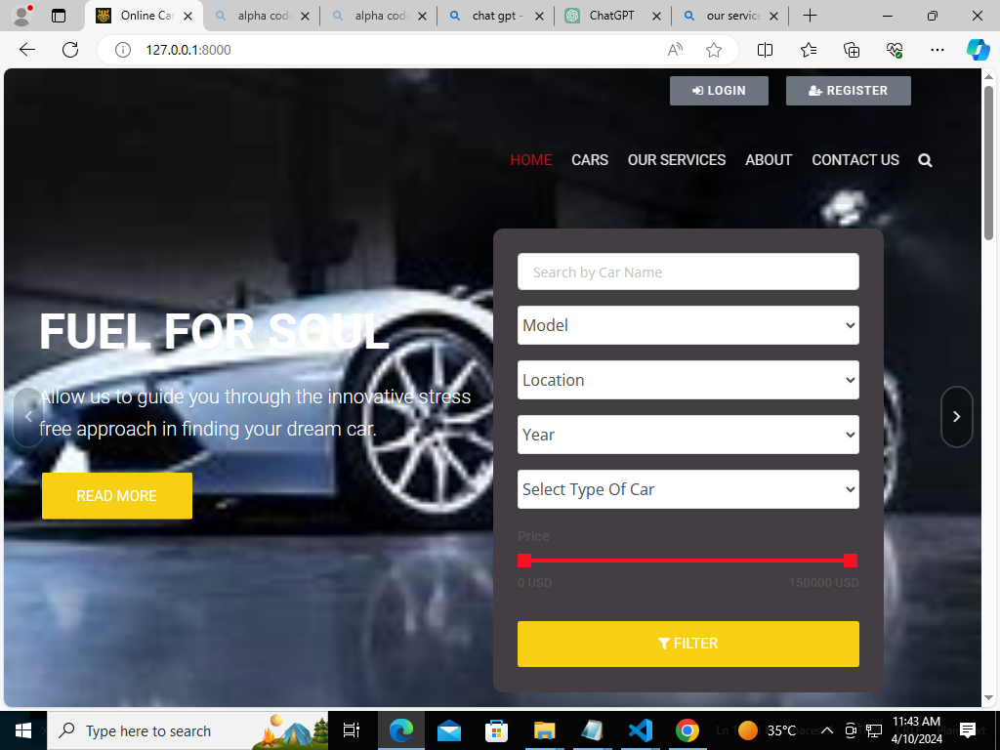 Online Car
alpha code
alpha code
chat gpt -
ChatGPT
our service
127.0.0.1:8000
LOGIN
REGISTER
HOME CARS OUR SERVICES ABOUT CONTACT US
Search by Car Name
Model
Location
Year
Select Type Of Car
Price
0 USD 150000 USD
FILTER
FUEL FOR SOUL
Allow us to guide you through the innovative stress
free approach in finding your dream car.
READ MORE
Type here to search
35°C
11:43 AM
4/10/2024